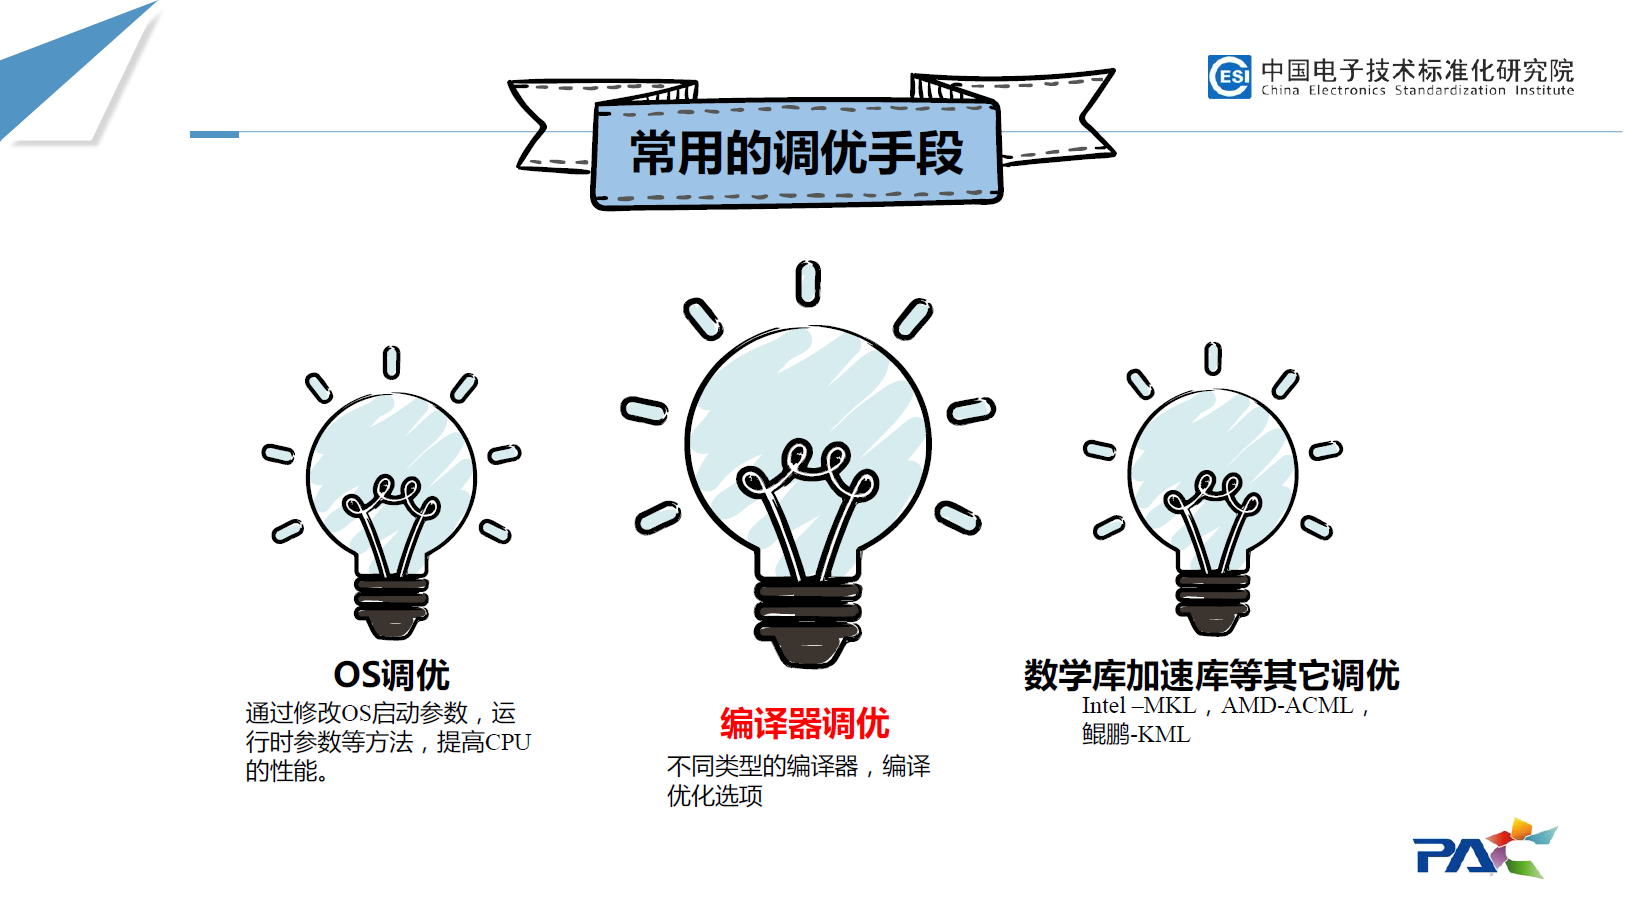 CESI 中国电子技术标准化研究院
China Electronics Standardization Institute
常用的调优手段
OS调优
通过修改OS启动参数，运
行时参数等方法，提高CPU
的性能。
编译器调优
不同类型的编译器，编译
优化选项
数学库加速库等其它调优
Intel –MKL，AMD-ACML，
鲲鹏-KML
PAC